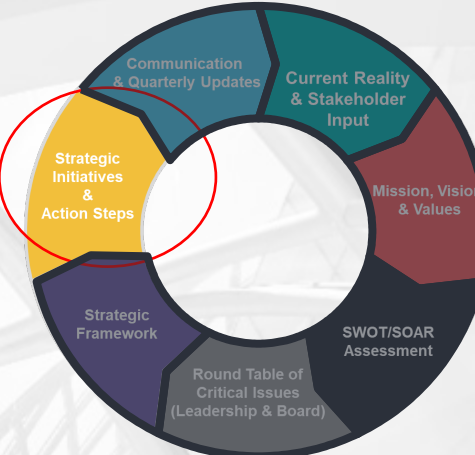 Communication
& Quarterly Updates
Current Reality
& Stakeholder
Input
Mission, Vision
& Values
SWOT/SOAR
Assessment
Round Table of
Critical Issues
(Leadership & Board)
Strategic
Framework
Strategic
Initiatives
&
Action Steps